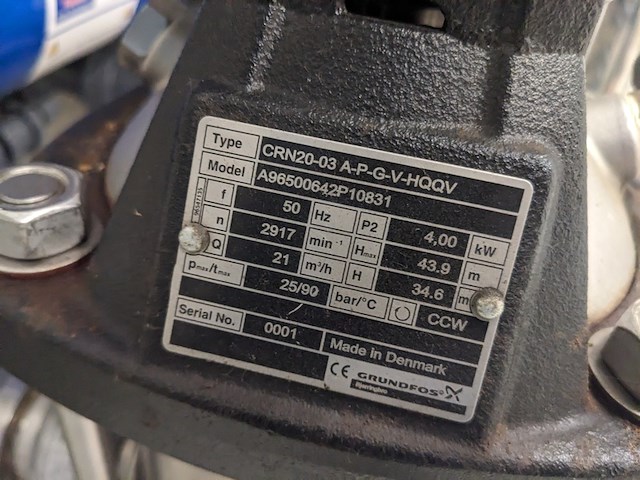 Type CRN20-03 A-P-G-V-HQQV
Model A96500642P10831
f 50 Hz P2 4,00 kW
n 2917 min⁻¹ Hmax 43.9 m
Q 21 m³/h H 34.6 m
pmax/tmax 25/90 bar/°C CCW
Serial No. 0001 Made in Denmark
CE GRUNDFOS
Bjerringbro